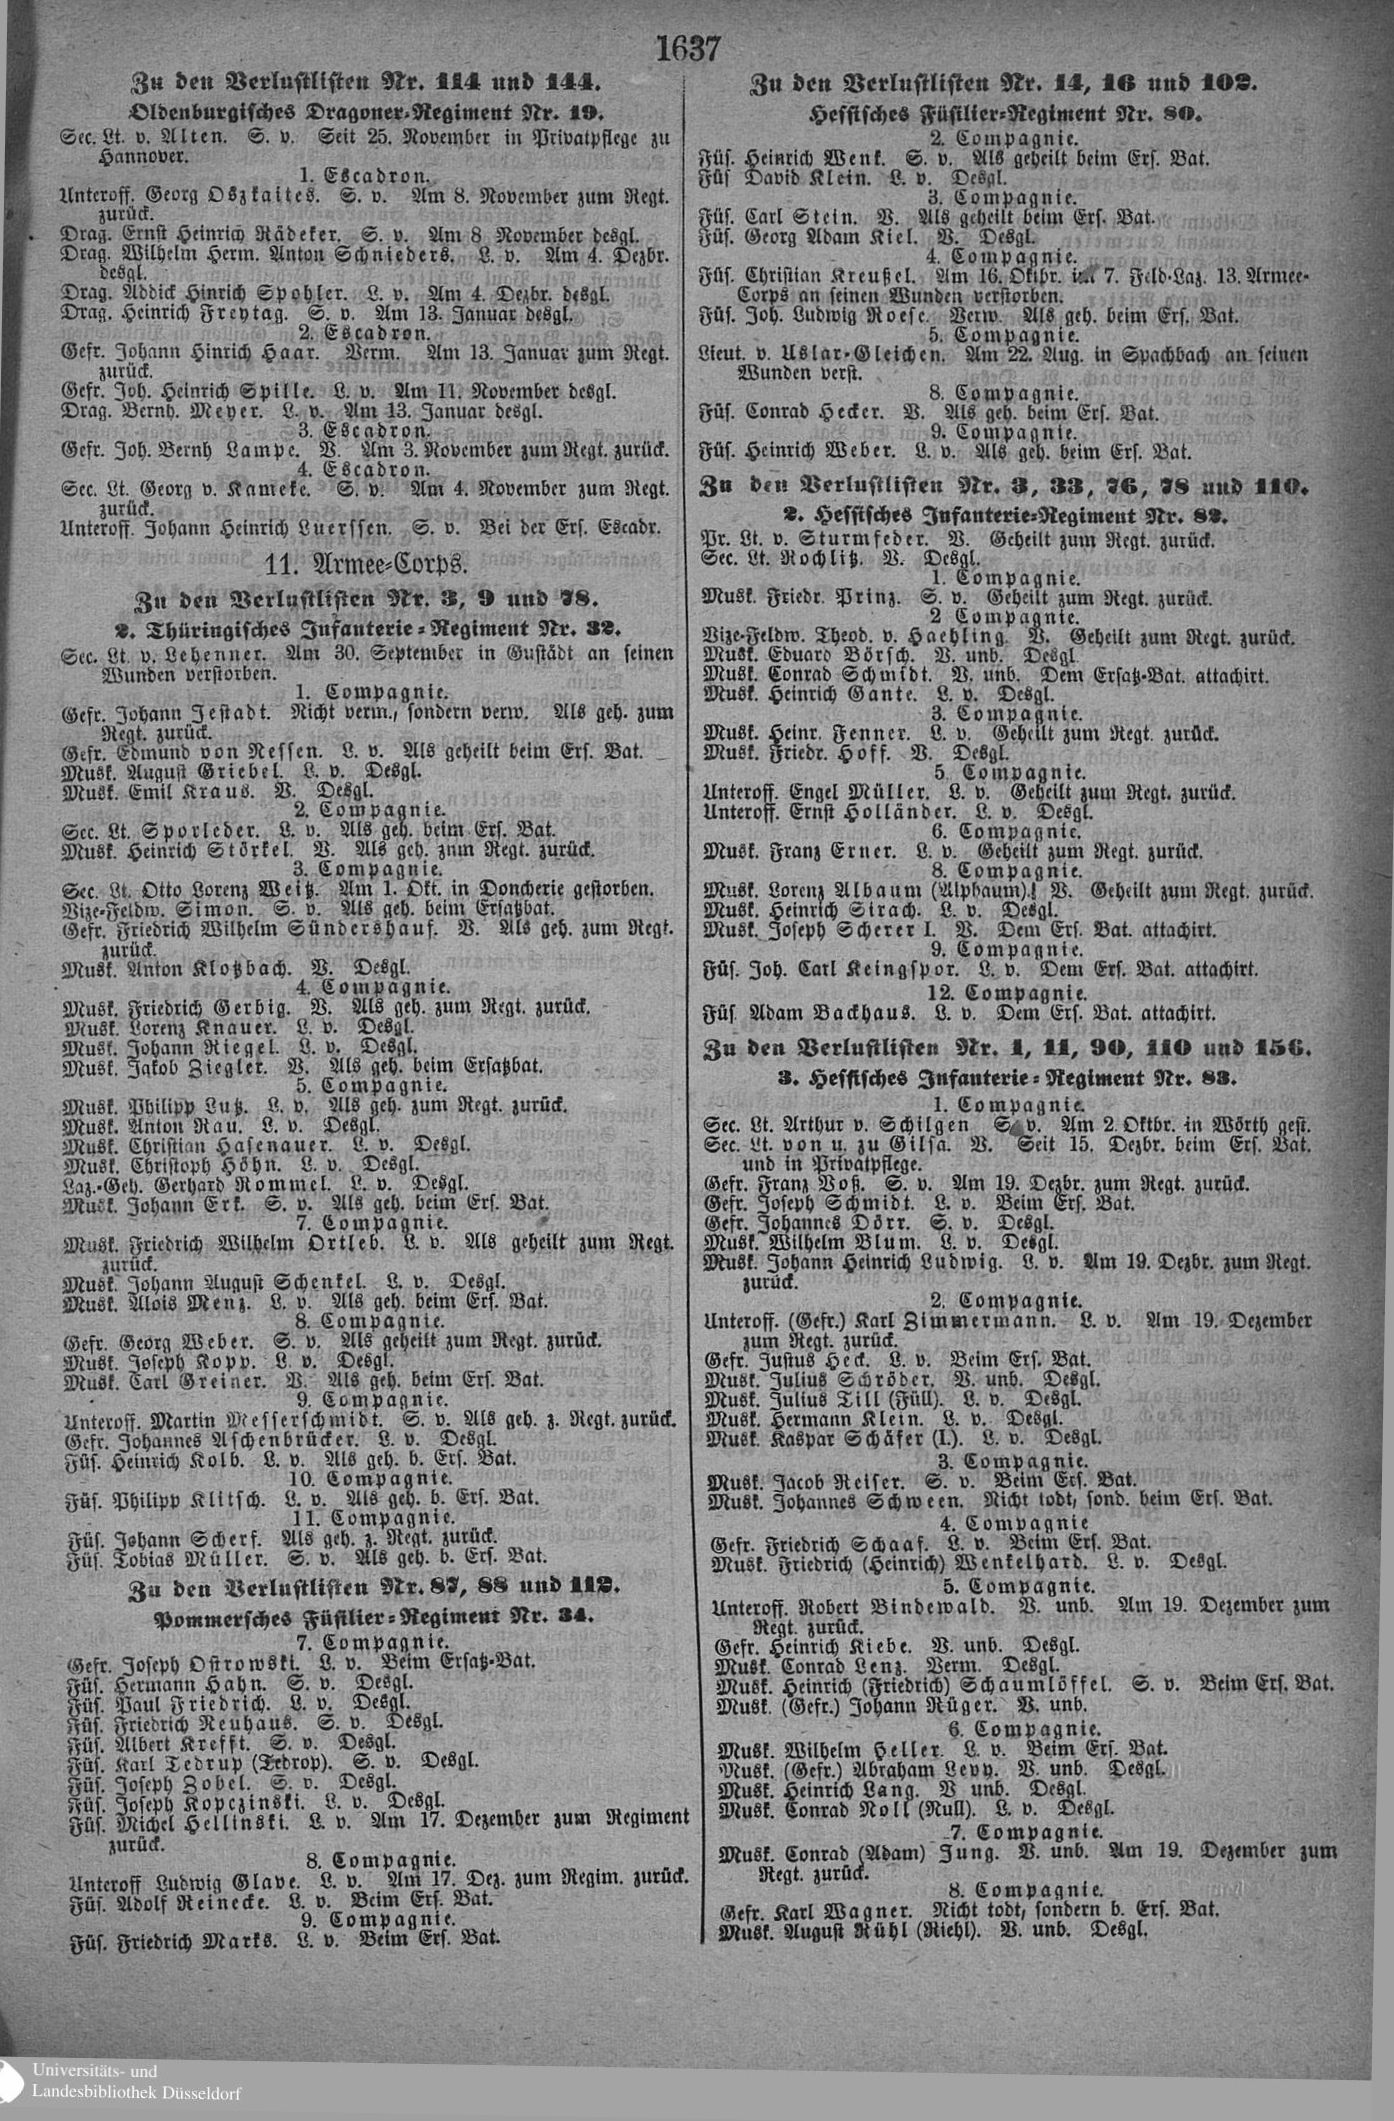 1637
Zu den Verlustlisten Nr. 114 und 144.
Oldenburgisches Dragoner-Regiment Nr. 19.
Sec. Lt. v. Alten. S. v. Seit 25. November in Privatpflege zu
Hannover.
1. Escadron.
Unteroff. Georg Oszkaites. S. v. Am 8. November zum Regt.
zurück.
Drag. Ernst Heinrich Rädeker. S. v. Am 8 November desgl.
Drag. Wilhelm Herm. Anton Schnieders. L. v. Am 4. Dezbr.
desgl.
Drag. Addick Hinrich Spohler. L. v. Am 4. Dezbr. desgl.
Drag. Heinrich Freytag. S. v. Am 13. Januar desgl.
2. Escadron.
Gefr. Johann Hinrich Haar. Verm. Am 13. Januar zum Regt.
zurück.
Gefr. Joh. Heinrich Spille. L. v. Am 11. November desgl.
Drag. Bernh. Meyer. L. v. Am 13. Januar desgl.
3. Escadron.
Gefr. Joh. Bernh Lampe. V. Am 3. November zum Regt. zurück.
4. Escadron.
Sec. Lt. Georg v. Kameke. S. v. Am 4. November zum Regt.
zurück.
Unteroff. Johann Heinrich Luerssen. S. v. Bei der Ers. Escadr.
11. Armee-Corps.
Zu den Verlustlisten Nr. 3, 9 und 78.
2. Thüringisches Infanterie-Regiment Nr. 32.
Sec. Lt. v. Lehenner. Am 30. September in Gustädt an seinen
Wunden verstorben.
1. Compagnie.
Gefr. Johann Jestadt. Nicht verm., sondern verw. Als geh. zum
Regt. zurück.
Gefr. Edmund von Nessen. L. v. Als geheilt beim Ers. Bat.
Musk. August Griebel. L. v. Desgl.
Musk. Emil Kraus. V. Desgl.
2. Compagnie.
Sec. Lt. Sporleder. L. v. Als geh. beim Ers. Bat.
Musk. Heinrich Störkel. V. Als geh. zum Regt. zurück.
3. Compagnie.
Sec. Lt. Otto Lorenz Weitz. Am 1. Okt. in Doncherie gestorben.
Vize-Feldw. Simon. S. v. Als geh. beim Ersatzbat.
Gefr. Friedrich Wilhelm Sündershauf. V. Als geh. zum Regt.
zurück.
Musk. Anton Kloßbach. V. Desgl.
4. Compagnie.
Musk. Friedrich Gerbig. V. Als geh. zum Regt. zurück.
Musk. Lorenz Knauer. L. v. Desgl.
Musk. Johann Riegel. L. v. Desgl.
Musk. Jakob Ziegler. V. Als geh. beim Ersatzbat.
5. Compagnie.
Musk. Philipp Lutz. L. v. Als geh. zum Regt. zurück.
Musk. Anton Rau. L. v. Desgl.
Musk. Christian Hasenauer. L. v. Desgl.
Musk. Christoph Höhn. L. v. Desgl.
Laz.-Geh. Gerhard Rommel. L. v. Desgl.
Musk. Johann Erk. S. v. Als geh. beim Ers. Bat.
7. Compagnie.
Musk. Friedrich Wilhelm Ortleb. L. v. Als geheilt zum Regt.
zurück.
Musk. Johann August Schenkel. L. v. Desgl.
Musk. Alois Menz. L. v. Als geh. beim Ers. Bat.
8. Compagnie.
Gefr. Georg Weber. S. v. Als geheilt zum Regt. zurück.
Musk. Joseph Kopp. L. v. Desgl.
Musk. Carl Greiner. V. Als geh. beim Ers. Bat.
9. Compagnie.
Unteroff. Martin Messerschmidt. S. v. Als geh. z. Regt. zurück.
Gefr. Johannes Aschenbrücker. L. v. Desgl.
Füs. Heinrich Kolb. L. v. Als geh. b. Ers. Bat.
10. Compagnie.
Füs. Philipp Klitsch. L. v. Als geh. b. Ers. Bat.
11. Compagnie.
Füs. Johann Scherf. Als geh. z. Regt. zurück.
Füs. Tobias Müller. S. v. Als geh. b. Ers. Bat.
Zu den Verlustlisten Nr. 87, 88 und 112.
Pommersches Füsilier-Regiment Nr. 34.
7. Compagnie.
Gefr. Joseph Ostrowski. L. v. Beim Ersatz-Bat.
Füs. Hermann Hahn. S. v. Desgl.
Füs. Paul Friedrich. L. v. Desgl.
Füs. Friedrich Neuhaus. S. v. Desgl.
Füs. Albert Krefft. S. v. Desgl.
Füs. Karl Tedrup (Tedrop). S. v. Desgl.
Füs. Joseph Zobel. S. v. Desgl.
Füs. Joseph Kopczinski. L. v. Desgl.
Füs. Michel Hellinski. L. v. Am 17. Dezember zum Regiment
zurück.
8. Compagnie.
Unteroff Ludwig Glave. L. v. Am 17. Dez. zum Regim. zurück.
Füs. Adolf Reinecke. L. v. Beim Ers. Bat.
9. Compagnie.
Füs. Friedrich Marks. L. v. Beim Ers. Bat.
Zu den Verlustlisten Nr. 14, 16 und 102.
Hessisches Füsilier-Regiment Nr. 80.
2. Compagnie.
Füs. Heinrich Wenk. S. v. Als geheilt beim Ers. Bat.
Füs David Klein. L. v. Desgl.
3. Compagnie.
Füs. Carl Stein. V. Als geheilt beim Ers. Bat.
Füs. Georg Adam Kiel. V. Desgl.
4. Compagnie.
Füs. Christian Kreußel. Am 16. Oktbr. im 7. Feld-Laz. 13. Armee-
Corps an seinen Wunden verstorben.
Füs. Joh. Ludwig Roese. Verw. Als geh. beim Ers. Bat.
5. Compagnie.
Lieut. v. Uslar-Gleichen. Am 22. Aug. in Spachbach an seinen
Wunden verst.
8. Compagnie.
Füs. Conrad Hecker. V. Als geh. beim Ers. Bat.
9. Compagnie.
Füs. Heinrich Weber. L. v. Als geh. beim Ers. Bat.
Zu den Verlustlisten Nr. 3, 33, 76, 78 und 110.
2. Hessisches Infanterie-Regiment Nr. 82.
Pr. Lt. v. Sturmfeder. V. Geheilt zum Regt. zurück.
Sec. Lt. Rochlitz. V. Desgl.
1. Compagnie.
Musk. Friedr. Prinz. S. v. Geheilt zum Regt. zurück.
2 Compagnie.
Vize-Feldw. Theod. v. Haehling. V. Geheilt zum Regt. zurück.
Musk. Eduard Börsch. V. unb. Desgl.
Musk. Conrad Schmidt. V. unb. Dem Ersatz-Bat. attachirt.
Musk. Heinrich Gante. L. v. Desgl.
3. Compagnie.
Musk. Heinr. Fenner. L. v. Geheilt zum Regt. zurück.
Musk. Friedr. Hoff. V. Desgl.
5. Compagnie.
Unteroff. Engel Müller. L. v. Geheilt zum Regt. zurück.
Unteroff. Ernst Holländer. L. v. Desgl.
6. Compagnie.
Musk. Franz Erner. L. v. Geheilt zum Regt. zurück.
8. Compagnie.
Musk. Lorenz Albaum (Alphaum). V. Geheilt zum Regt. zurück.
Musk. Heinrich Sirach. L. v. Desgl.
Musk. Joseph Scherer I. V. Dem Ers. Bat. attachirt.
9. Compagnie.
Füs. Joh. Carl Keingspor. L. v. Dem Ers. Bat. attachirt.
12. Compagnie.
Füs Adam Backhaus. L. v. Dem Ers. Bat. attachirt.
Zu den Verlustlisten Nr. 1, 11, 90, 110 und 156.
3. Hessisches Infanterie-Regiment Nr. 83.
1. Compagnie.
Sec. Lt. Arthur v. Schilgen S. v. Am 2. Oktbr. in Wörth gest.
Sec. Lt. von u. zu Gilsa. V. Seit 15. Dezbr. beim Ers. Bat.
und in Privatpflege.
Gefr. Franz Voß. S. v. Am 19. Dezbr. zum Regt. zurück.
Gefr. Joseph Schmidt. L. v. Beim Ers. Bat.
Gefr. Johannes Dörr. S. v. Desgl.
Musk. Wilhelm Blum. L. v. Desgl.
Musk. Johann Heinrich Ludwig. L. v. Am 19. Dezbr. zum Regt.
zurück.
2. Compagnie.
Unteroff. (Gefr.) Karl Zimmermann. L. v. Am 19. Dezember
zum Regt. zurück.
Gefr. Justus Heck. L. v. Beim Ers. Bat.
Musk. Julius Schröder. V. unb. Desgl.
Musk. Julius Till (Füll). L. v. Desgl.
Musk. Hermann Klein. L. v. Desgl.
Musk. Kaspar Schäfer (I.). L. v. Desgl.
3. Compagnie.
Musk. Jacob Reiser. S. v. Beim Ers. Bat.
Musk. Johannes Schween. Nicht todt, sond. beim Ers. Bat.
4. Compagnie
Gefr. Friedrich Schaaf. L. v. Beim Ers. Bat.
Musk. Friedrich (Heinrich) Wenkelhard. L. v. Desgl.
5. Compagnie.
Unteroff. Robert Bindewald. V. unb. Am 19. Dezember zum
Regt. zurück.
Gefr. Heinrich Kiebe. V. unb. Desgl.
Musk. Conrad Lenz. Verm. Desgl.
Musk. Heinrich (Friedrich) Schaumlöffel. S. v. Beim Ers. Bat.
Musk. (Gefr.) Johann Rüger. V. unb.
6. Compagnie.
Musk. Wilhelm Heller. L. v. Beim Ers. Bat.
Musk. (Gefr.) Abraham Levy. V. unb. Desgl.
Musk. Heinrich Lang. V unb. Desgl.
Musk. Conrad Noll (Null). L. v. Desgl.
7. Compagnie.
Musk. Conrad (Adam) Jung. V. unb. Am 19. Dezember zum
Regt. zurück.
8. Compagnie.
Gefr. Karl Wagner. Nicht todt, sondern b. Ers. Bat.
Musk. August Rühl (Riehl). V. unb. Desgl.
Universitäts- und
Landesbibliothek Düsseldorf